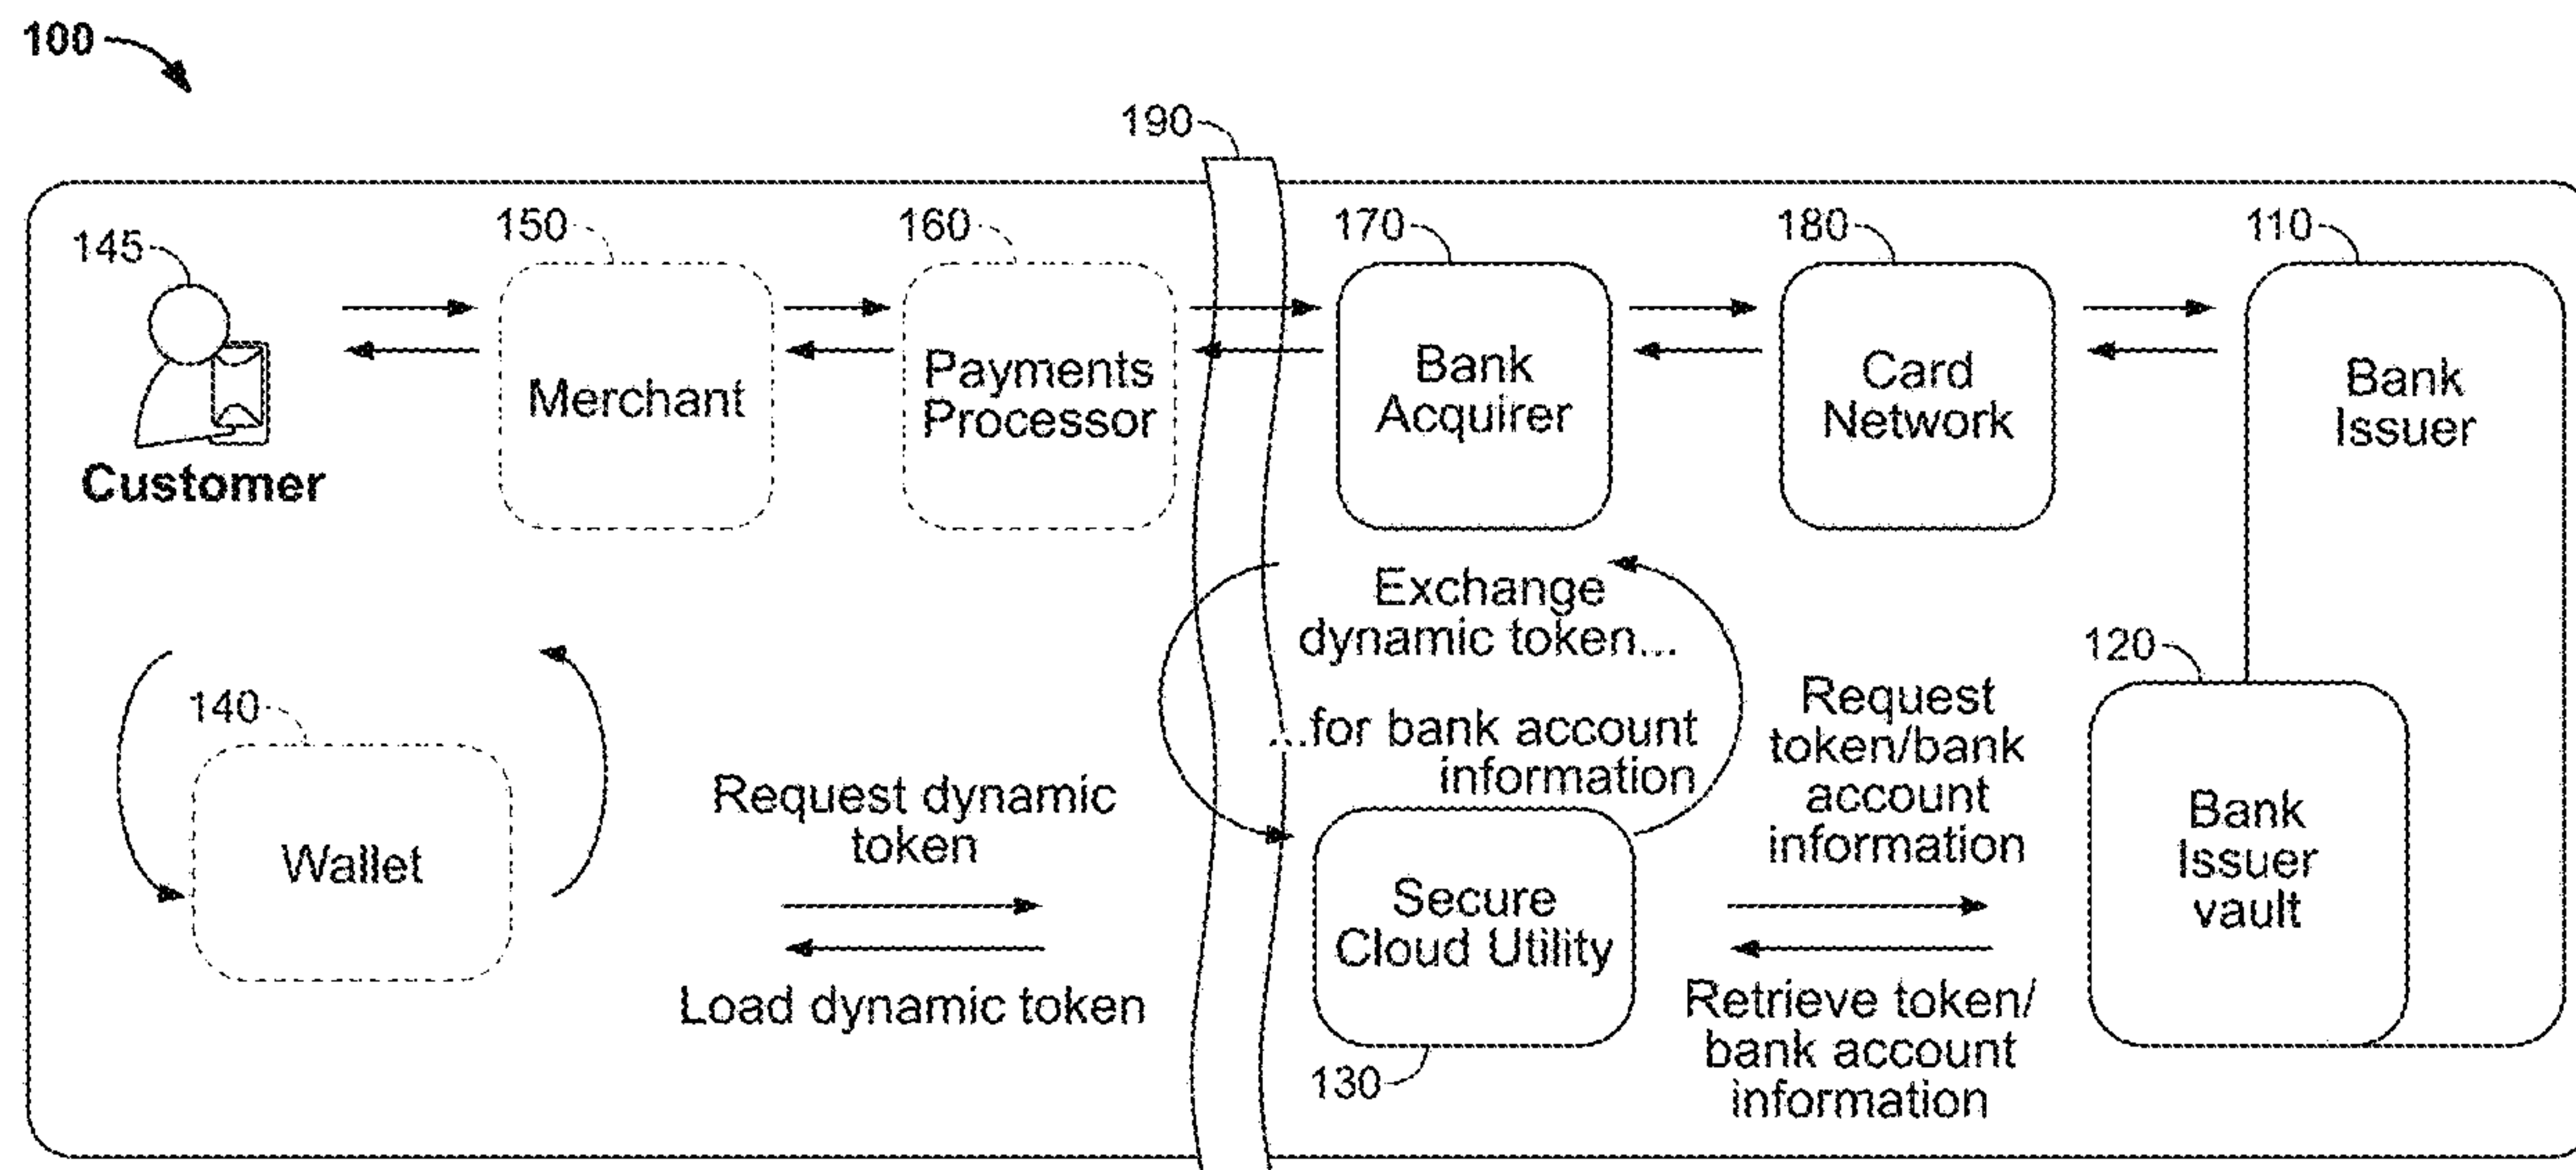 100
190
145
150
160
170
180
110
Customer
Merchant
Payments
Processor
Bank
Acquirer
Card
Network
Bank
Issuer
Exchange
dynamic token...
...for bank account
information
140
Wallet
Request dynamic
token
Load dynamic token
Secure
Cloud Utility
130
Request
token/bank
account
information
Retrieve token/
bank account
information
120
Bank
Issuer
vault